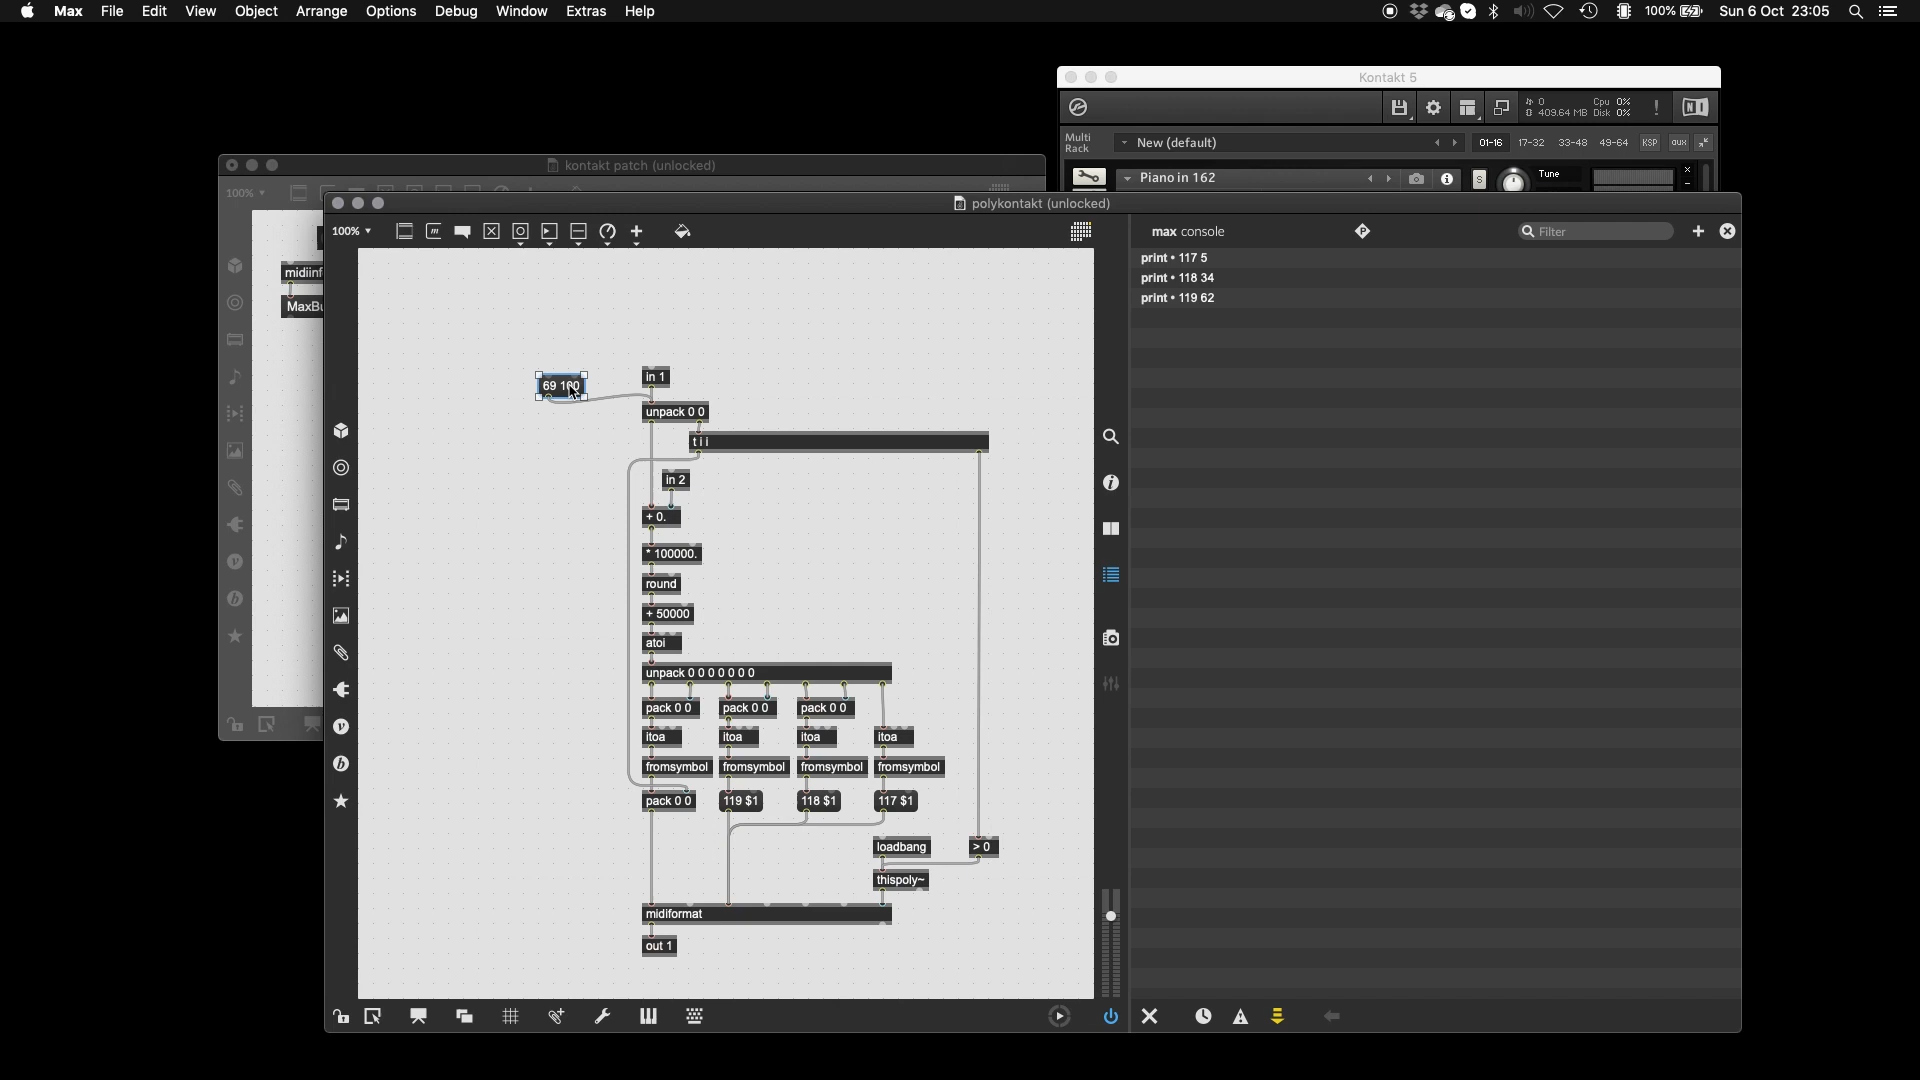 Max File Edit View Object Arrange Options Debug Window Extras Help
100% Sun 6 Oct 23:05
Kontakt 5
0 Cpu 0%
409.64 MB Disk 0%
Multi Rack
New (default)
01-16 17-32 33-48 49-64 KSP aux
Piano in 162
S
Tune
kontakt patch (unlocked)
100%
midiinf
MaxBu
polykontakt (unlocked)
100%
max console
Filter
print • 117 5
print • 118 34
print • 119 62
69 100
in 1
unpack 0 0
t i i
in 2
+ 0.
* 100000.
round
+ 50000
atoi
unpack 0 0 0 0 0 0 0
pack 0 0 pack 0 0 pack 0 0
itoa itoa itoa itoa
fromsymbol fromsymbol fromsymbol fromsymbol
pack 0 0 119 $1 118 $1 117 $1
loadbang > 0
thispoly~
midiformat
out 1